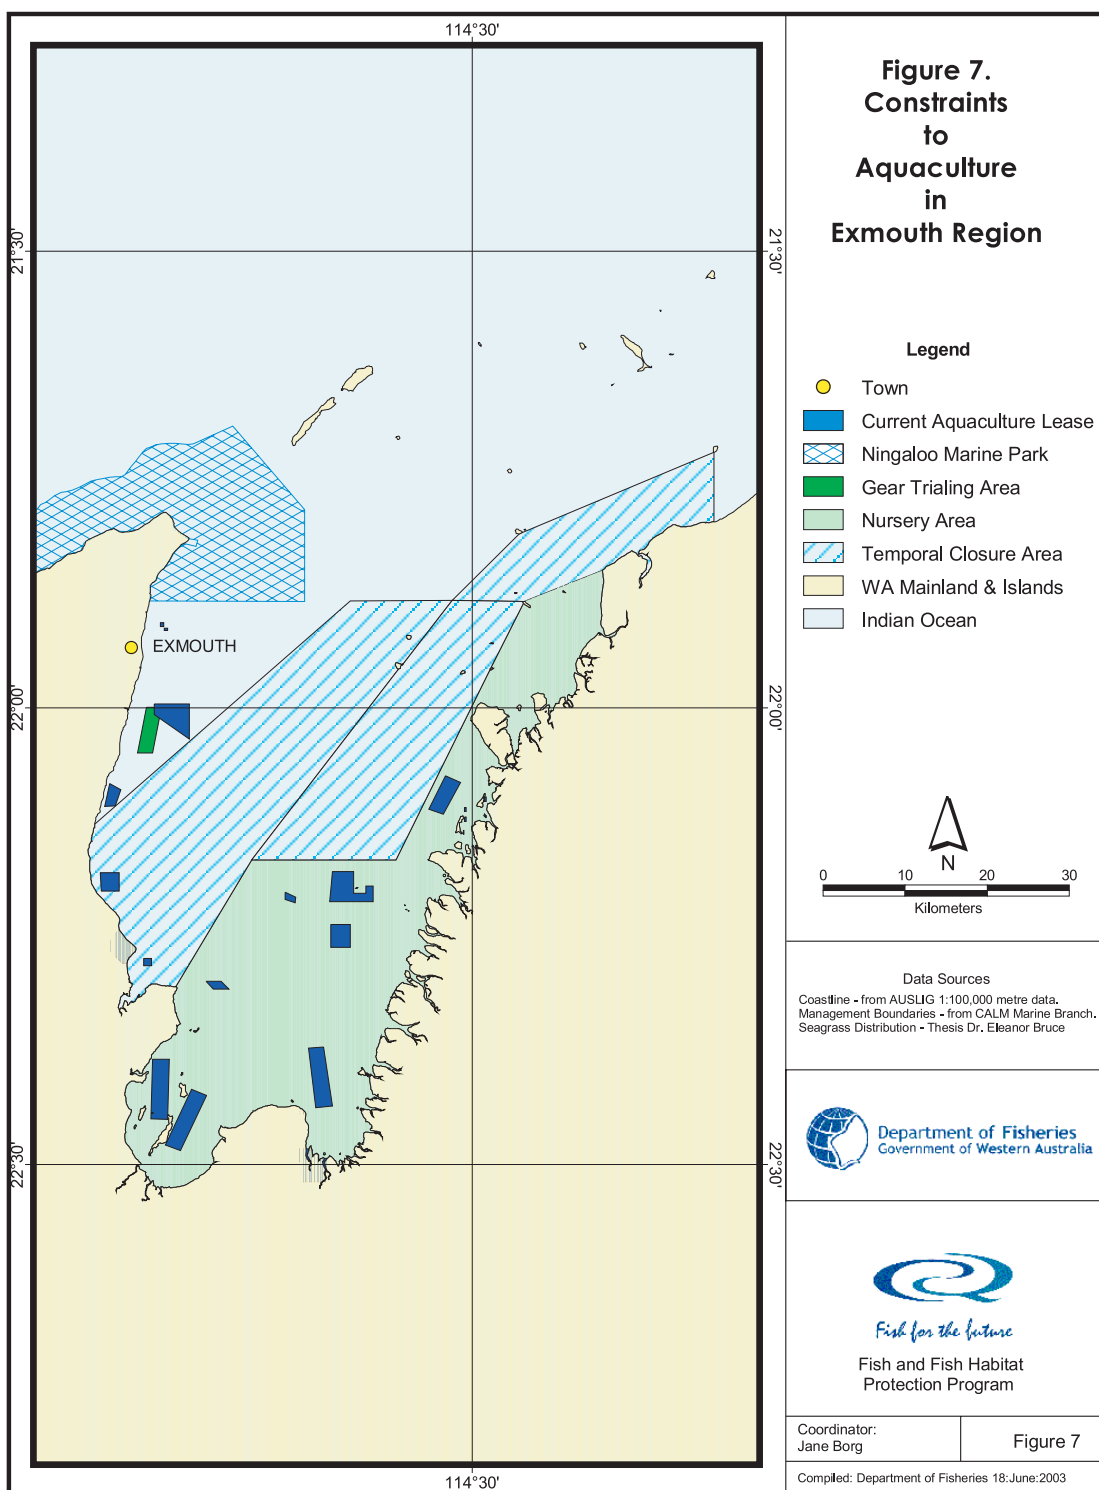 114°30'
Figure 7.
Constraints
to
Aquaculture
in
Exmouth Region
21°30'
21°30'
Legend
Town
Current Aquaculture Lease
Ningaloo Marine Park
Gear Trialing Area
Nursery Area
Temporal Closure Area
WA Mainland & Islands
Indian Ocean
EXMOUTH
22°00'
22°00'
N
0 10 20 30
Kilometers
Data Sources
Coastline - from AUSLIG 1:100,000 metre data.
Management Boundaries - from CALM Marine Branch.
Seagrass Distribution - Thesis Dr. Eleanor Bruce
Department of Fisheries
Government of Western Australia
22°30'
22°30'
Fish for the future
Fish and Fish Habitat
Protection Program
Coordinator:
Jane Borg
Figure 7
114°30'
Compiled: Department of Fisheries 18:June:2003